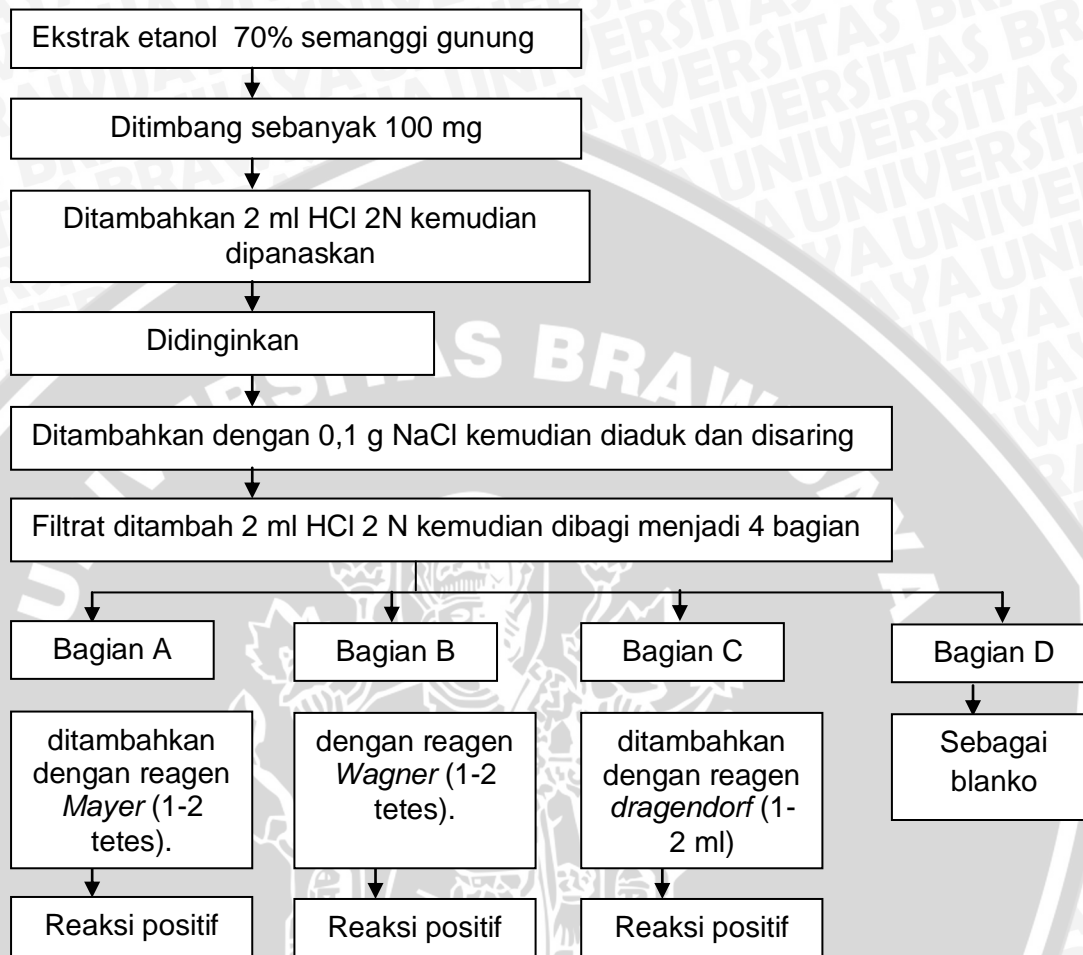 Ekstrak etanol 70% semanggi gunung
Ditimbang sebanyak 100 mg
Ditambahkan 2 ml HCl 2N kemudian
dipanaskan
Didinginkan
Ditambahkan dengan 0,1 g NaCl kemudian diaduk dan disaring
Filtrat ditambah 2 ml HCl 2 N kemudian dibagi menjadi 4 bagian
Bagian A
Bagian B
Bagian C
Bagian D
ditambahkan
dengan reagen
Mayer (1-2
tetes).
dengan reagen
Wagner (1-2
tetes).
ditambahkan
dengan reagen
dragendorf (1-
2 ml)
Sebagai
blanko
Reaksi positif
Reaksi positif
Reaksi positif